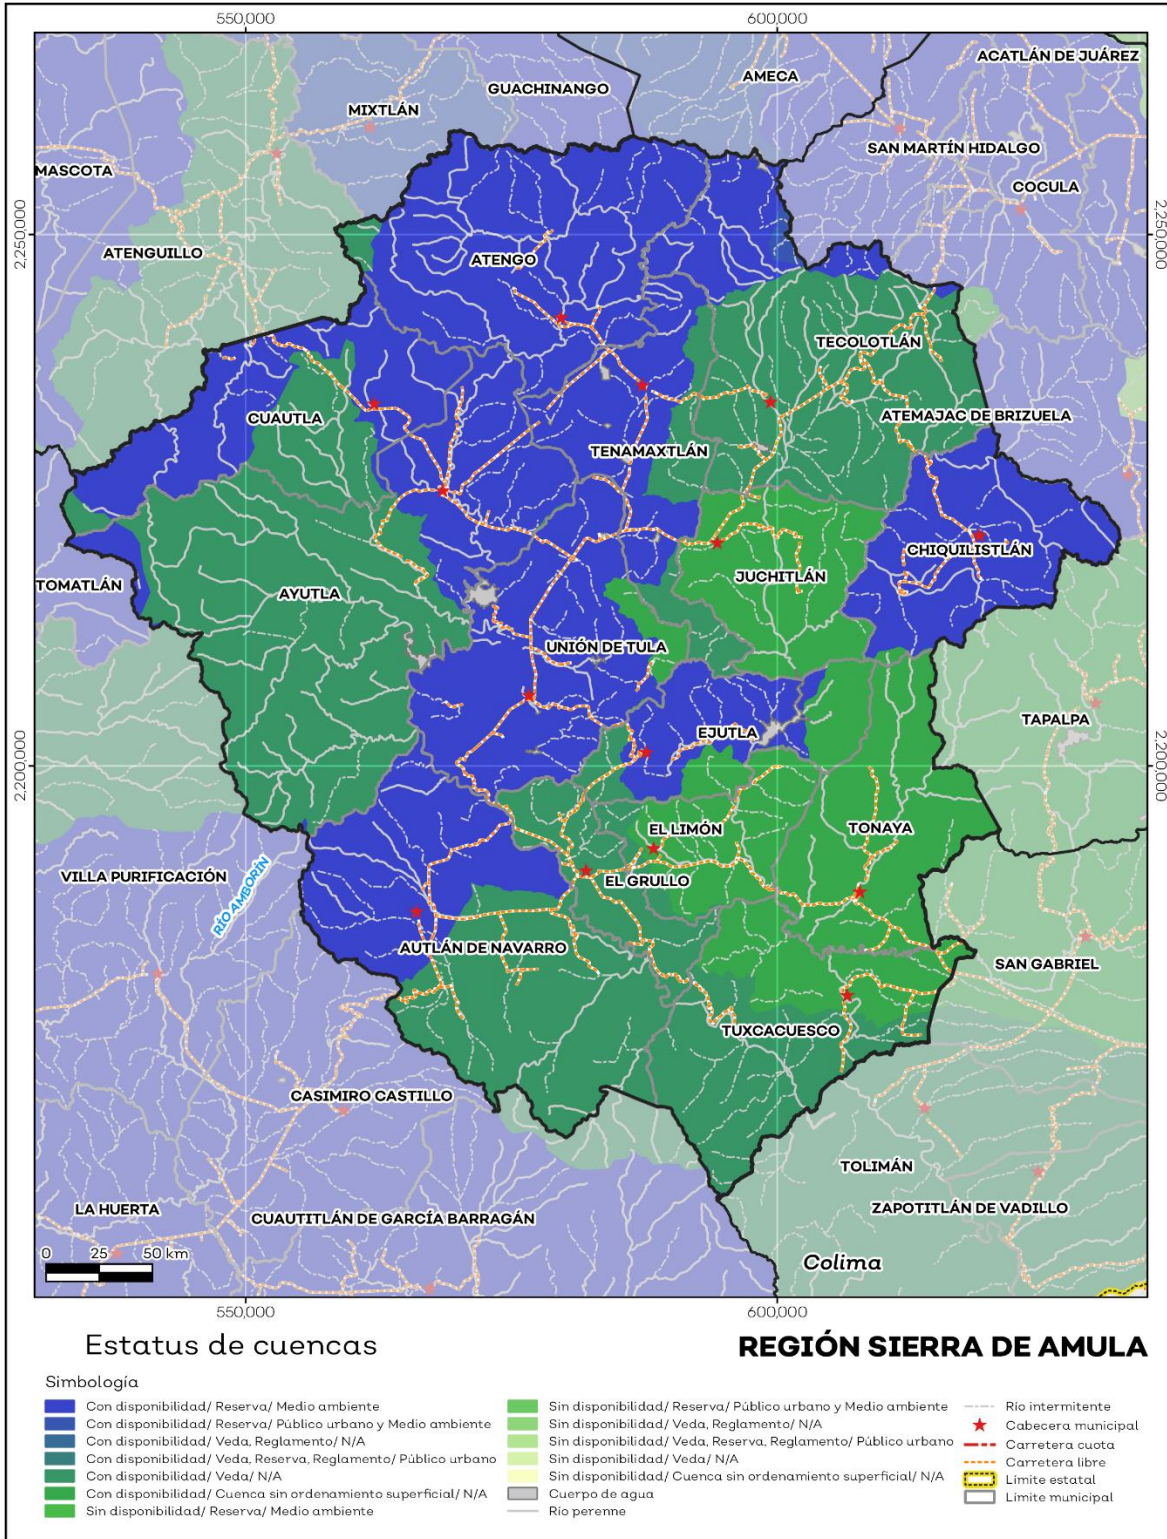 550,000
600,000
ACATLÁN DE JUÁREZ
AMECA
GUACHINANGO
MIXTLÁN
SAN MARTÍN HIDALGO
MASCOTA
COCULA
2,250,000
2,250,000
ATENGUILLO
ATENGO
TECOLOTLÁN
CUAUTLA
ATEMAJAC DE BRIZUELA
TENAMAXTLÁN
CHIQUILISTLÁN
TOMATLÁN
JUCHITLÁN
AYUTLA
UNIÓN DE TULA
TAPALPA
EJUTLA
2,200,000
2,200,000
EL LIMÓN
TONAYA
VILLA PURIFICACIÓN
EL GRULLO
RÍO AMBORÍN
AUTLÁN DE NAVARRO
SAN GABRIEL
TUXCACUESCO
CASIMIRO CASTILLO
TOLIMÁN
LA HUERTA
ZAPOTITLÁN DE VADILLO
CUAUTITLÁN DE GARCÍA BARRAGÁN
0 25 50 km
Colima
550,000
600,000
Estatus de cuencas
REGIÓN SIERRA DE AMULA
Simbología
Con disponibilidad/ Reserva/ Medio ambiente
Con disponibilidad/ Reserva/ Público urbano y Medio ambiente
Con disponibilidad/ Veda, Reglamento/ N/A
Con disponibilidad/ Veda, Reserva, Reglamento/ Público urbano
Con disponibilidad/ Veda/ N/A
Con disponibilidad/ Cuenca sin ordenamiento superficial/ N/A
Sin disponibilidad/ Reserva/ Medio ambiente
Sin disponibilidad/ Reserva/ Público urbano y Medio ambiente
Sin disponibilidad/ Veda, Reglamento/ N/A
Sin disponibilidad/ Veda, Reserva, Reglamento/ Público urbano
Sin disponibilidad/ Veda/ N/A
Sin disponibilidad/ Cuenca sin ordenamiento superficial/ N/A
Cuerpo de agua
Río perenne
Río intermitente
Cabecera municipal
Carretera cuota
Carretera libre
Límite estatal
Límite municipal